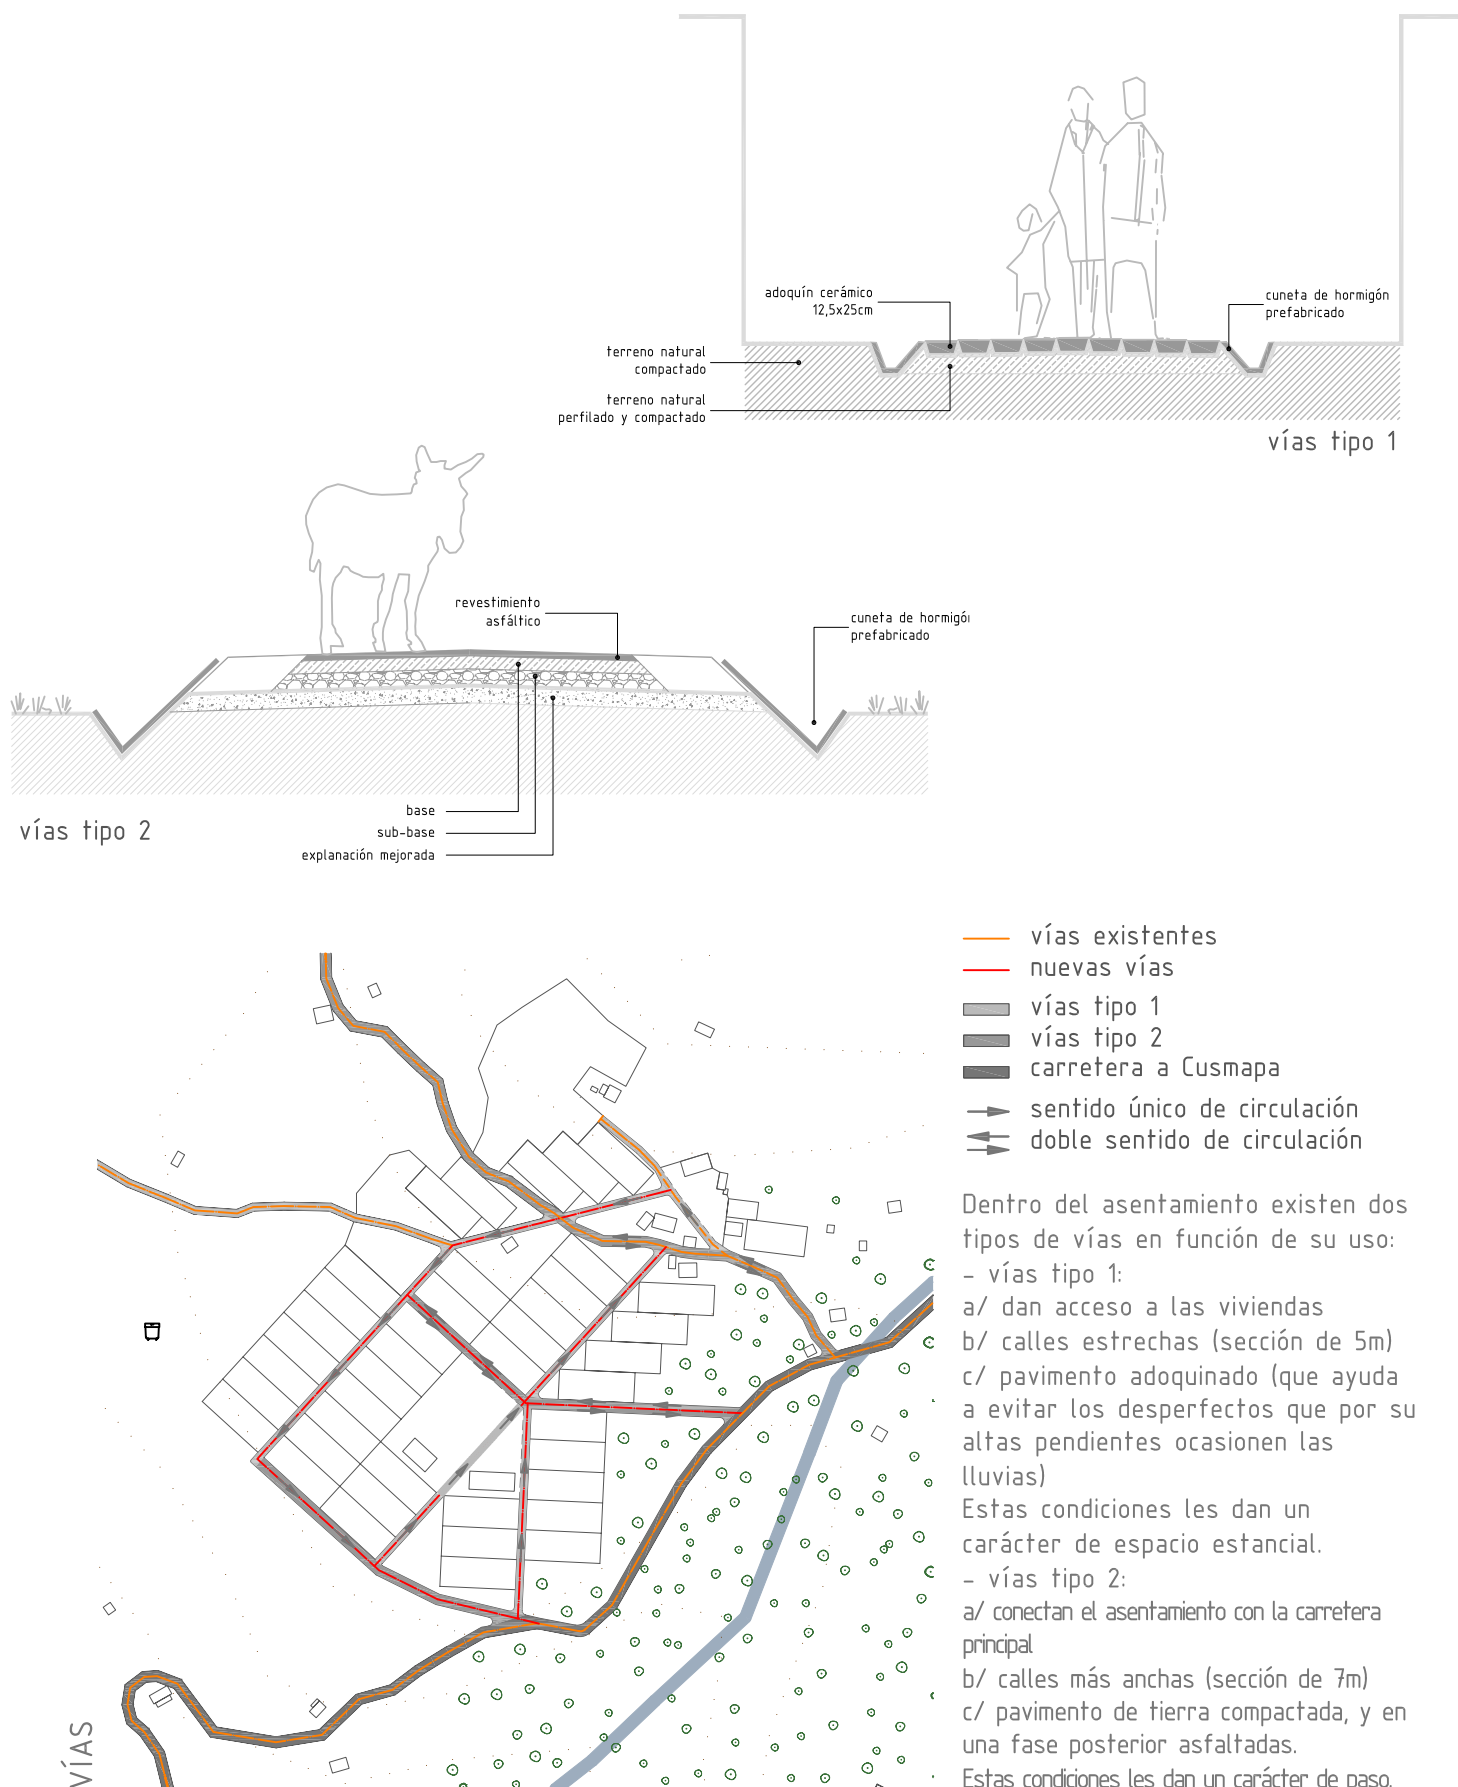 adoquín cerámico
12,5x25cm
cuneta de hormigón
prefabricado
terreno natural
compactado
terreno natural
perfilado y compactado
vías tipo 1
revestimiento
asfáltico
cuneta de hormigón
prefabricado
base
sub-base
explanación mejorada
vías tipo 2
vías existentes
nuevas vías
vías tipo 1
vías tipo 2
carretera a Cusmapa
sentido único de circulación
doble sentido de circulación
Dentro del asentamiento existen dos
tipos de vías en función de su uso:
- vías tipo 1:
a/ dan acceso a las viviendas
b/ calles estrechas (sección de 5m)
c/ pavimento adoquinado (que ayuda
a evitar los desperfectos que por su
altas pendientes ocasionen las
lluvias)
Estas condiciones les dan un
carácter de espacio estancial.
- vías tipo 2:
a/ conectan el asentamiento con la carretera
principal
b/ calles más anchas (sección de 7m)
c/ pavimento de tierra compactada, y en
una fase posterior asfaltadas.
Estas condiciones les dan un carácter de paso.
VÍAS